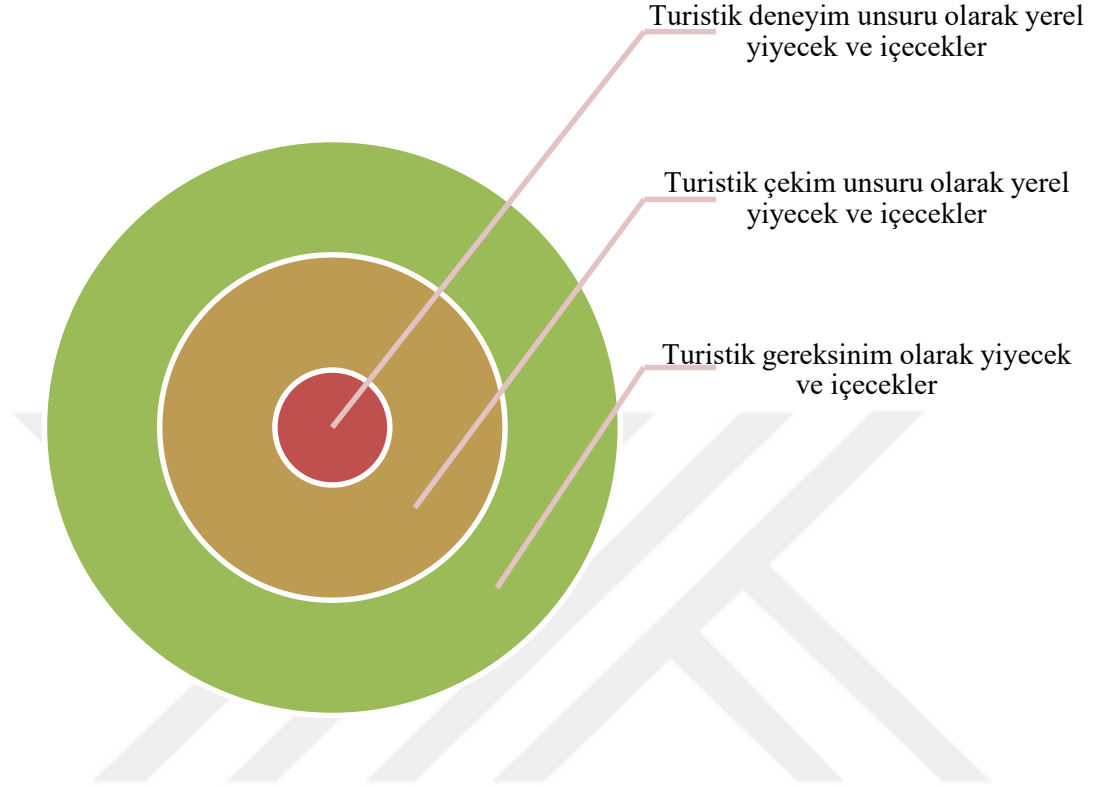 Turistik deneyim unsuru olarak yerel
yiyecek ve içecekler
Turistik çekim unsuru olarak yerel
yiyecek ve içecekler
Turistik gereksinim olarak yiyecek
ve içecekler